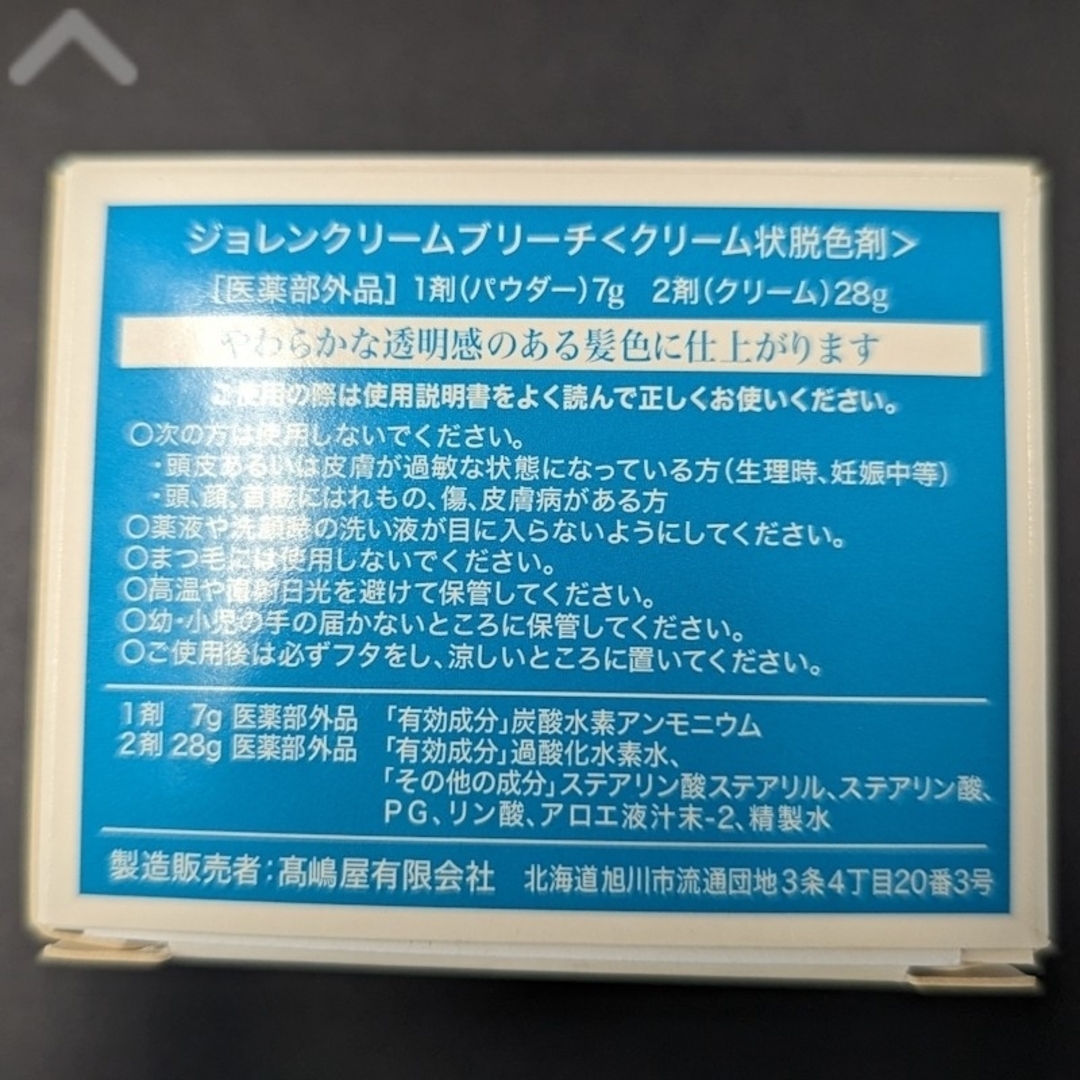 ジョレンクリームブリーチ<クリーム状脱色剤>
[医薬部外品] 1剤(パウダー)7g 2剤(クリーム)28g
やわらかな透明感のある髪色に仕上がります
ご使用の際は使用説明書をよく読んで正しくお使いください。
○次の方は使用しないでください。
・頭皮あるいは皮膚が過敏な状態になっている方(生理時、妊娠中等)
・頭、顔、首筋にはれもの、傷、皮膚病がある方
○薬液や洗顔時の洗い液が目に入らないようにしてください。
○まつ毛には使用しないでください。
○高温や直射日光を避けて保管してください。
○幼・小児の手の届かないところに保管してください。
○ご使用後は必ずフタをし、涼しいところに置いてください。
1剤 7g 医薬部外品 「有効成分」炭酸水素アンモニウム
2剤 28g 医薬部外品 「有効成分」過酸化水素水、
「その他の成分」ステアリン酸ステアリル、ステアリン酸、
PG、リン酸、アロエ液汁末-2、精製水
製造販売者:髙嶋屋有限会社 北海道旭川市流通団地3条4丁目20番3号